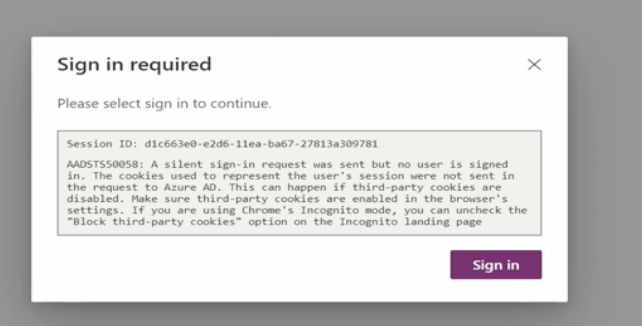 Sign in required
Please select sign in to continue.
Session ID: d1c663e0-e2d6-11ea-ba67-27813a309781
AADSTS50058: A silent sign-in request was sent but no user is signed
in. The cookies used to represent the user's session were not sent in
the request to Azure AD. This can happen if third-party cookies are
disabled. Make sure third-party cookies are enabled in the browser's
settings. If you are using Chrome's Incognito mode, you can uncheck the
"Block third-party cookies" option on the Incognito landing page
Sign in